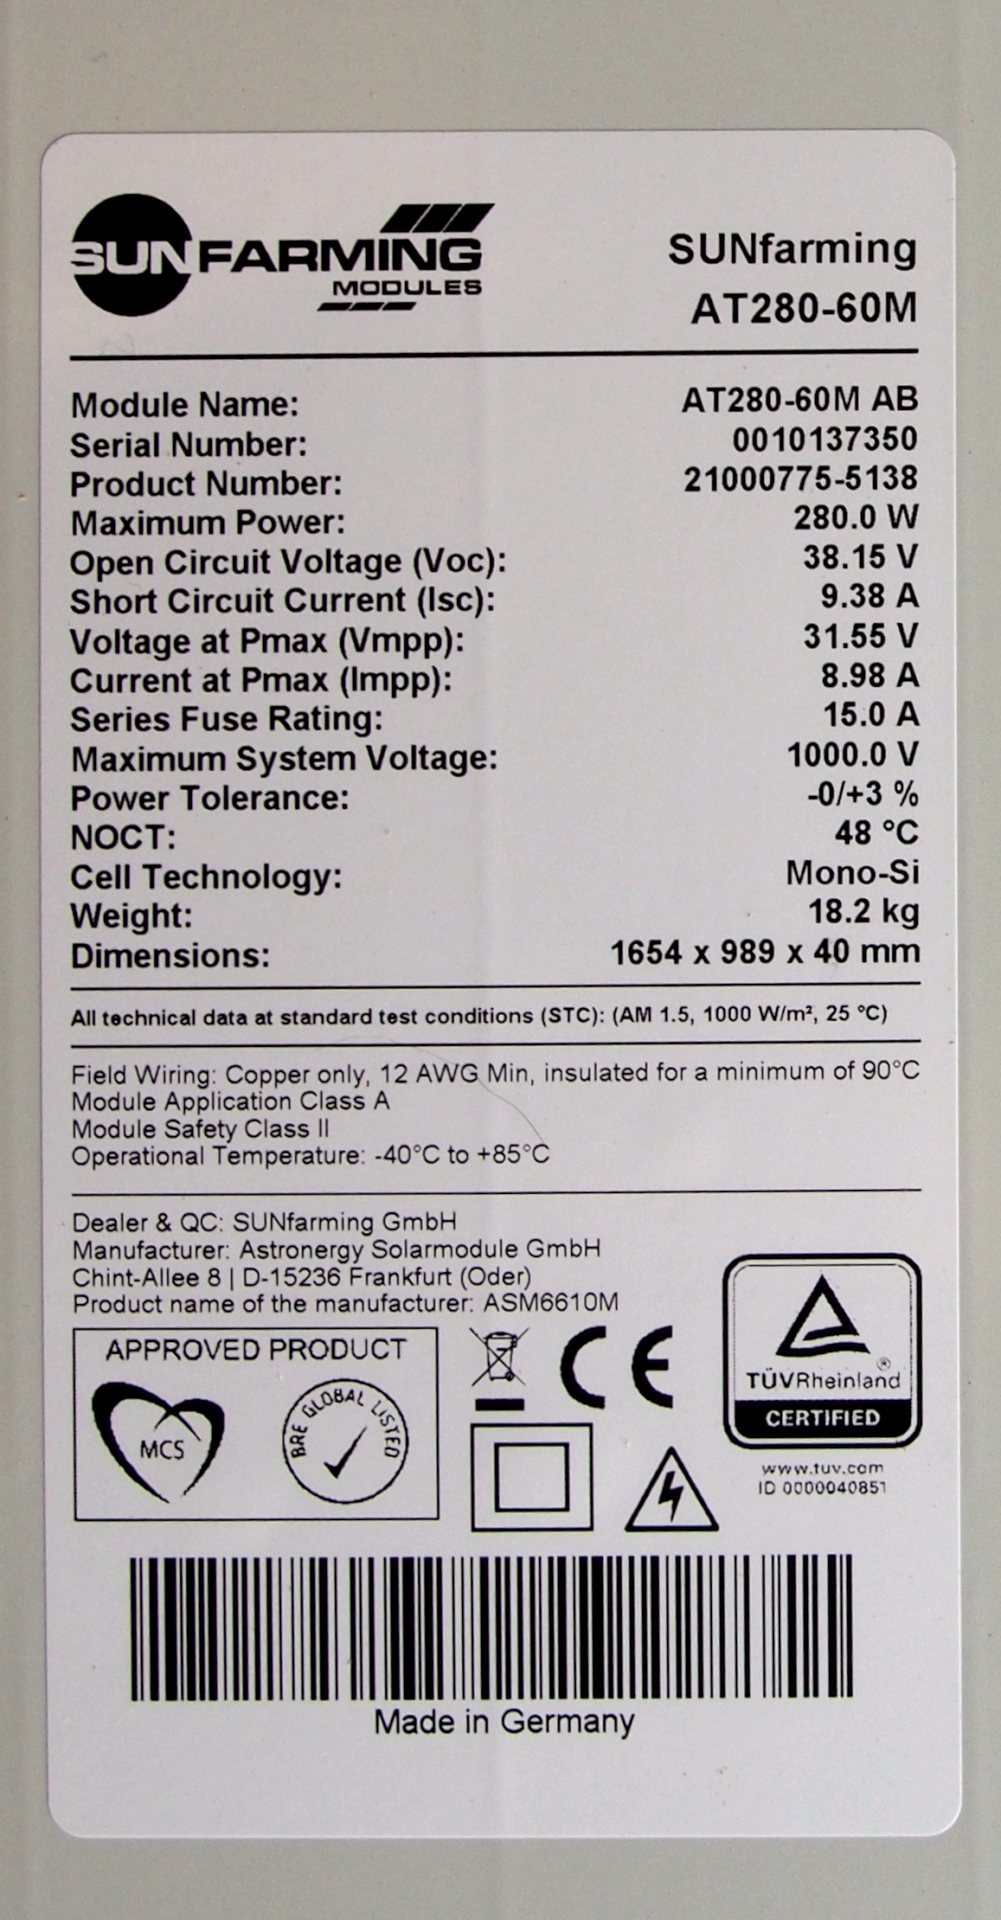 SUNFARMING
MODULES
SUNfarming
AT280-60M
Module Name: AT280-60M AB
Serial Number: 0010137350
Product Number: 21000775-5138
Maximum Power: 280.0 W
Open Circuit Voltage (Voc): 38.15 V
Short Circuit Current (Isc): 9.38 A
Voltage at Pmax (Vmpp): 31.55 V
Current at Pmax (Impp): 8.98 A
Series Fuse Rating: 15.0 A
Maximum System Voltage: 1000.0 V
Power Tolerance: -0/+3 %
NOCT: 48 °C
Cell Technology: Mono-Si
Weight: 18.2 kg
Dimensions: 1654 x 989 x 40 mm
All technical data at standard test conditions (STC): (AM 1.5, 1000 W/m², 25 °C)
Field Wiring: Copper only, 12 AWG Min, insulated for a minimum of 90°C
Module Application Class A
Module Safety Class II
Operational Temperature: -40°C to +85°C
Dealer & QC: SUNfarming GmbH
Manufacturer: Astronergy Solarmodule GmbH
Chint-Allee 8 | D-15236 Frankfurt (Oder)
Product name of the manufacturer: ASM6610M
APPROVED PRODUCT
MCS
BRE GLOBAL LISTED
CE
TÜVRheinland®
CERTIFIED
www.tuv.com
ID 0000040851
Made in Germany